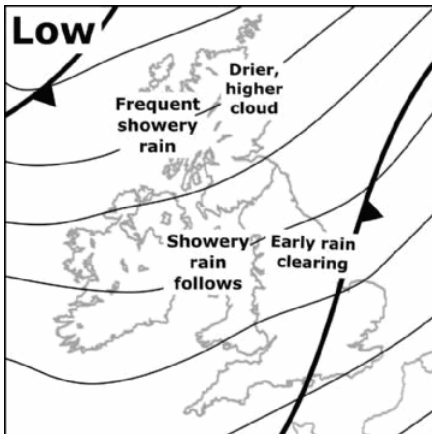 Low
Drier,
higher
cloud
Frequent
showery
rain
Showery
rain
follows
Early rain
clearing